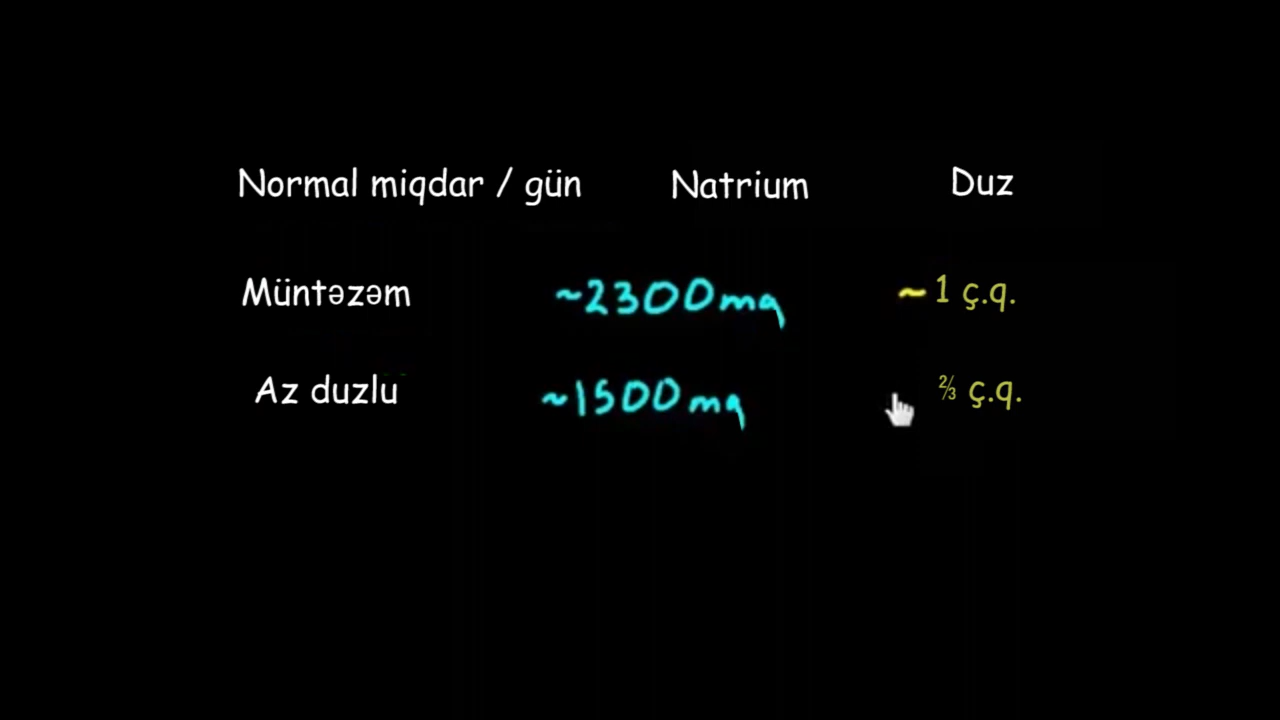 Normal miqdar / gün Natrium Duz
Müntəzəm ~2300mq ~1 ç.q.
Az duzlu ~1500mq ⅔ ç.q.